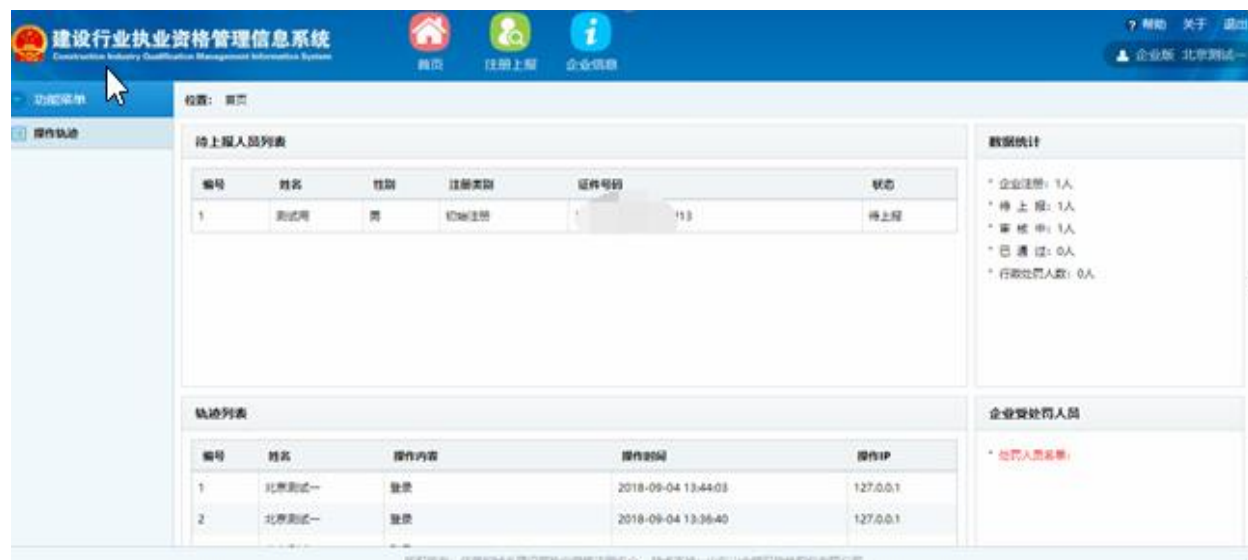 建设行业执业资格管理信息系统
Construction Industry Qualification Management Information System
首页 注册上报 企业信息
? 帮助 关于 退出
企业版 北京测试一
功能菜单
操作轨迹
位置: 首页
待上报人员列表
编号 姓名 性别 注册类别 证件号码 状态
1 测试用 男 初始注册 13 待上报
数据统计
* 企业注册: 1人
* 待 上 报: 1人
* 审 核 中: 1人
* 已 通 过: 0人
* 行政处罚人数: 0人
轨迹列表
编号 姓名 操作内容 操作时间 操作IP
1 北京测试一 登录 2018-09-04 13:44:03 127.0.0.1
2 北京测试一 登录 2018-09-04 13:36:40 127.0.0.1
企业受处罚人员
* 处罚人员名单: